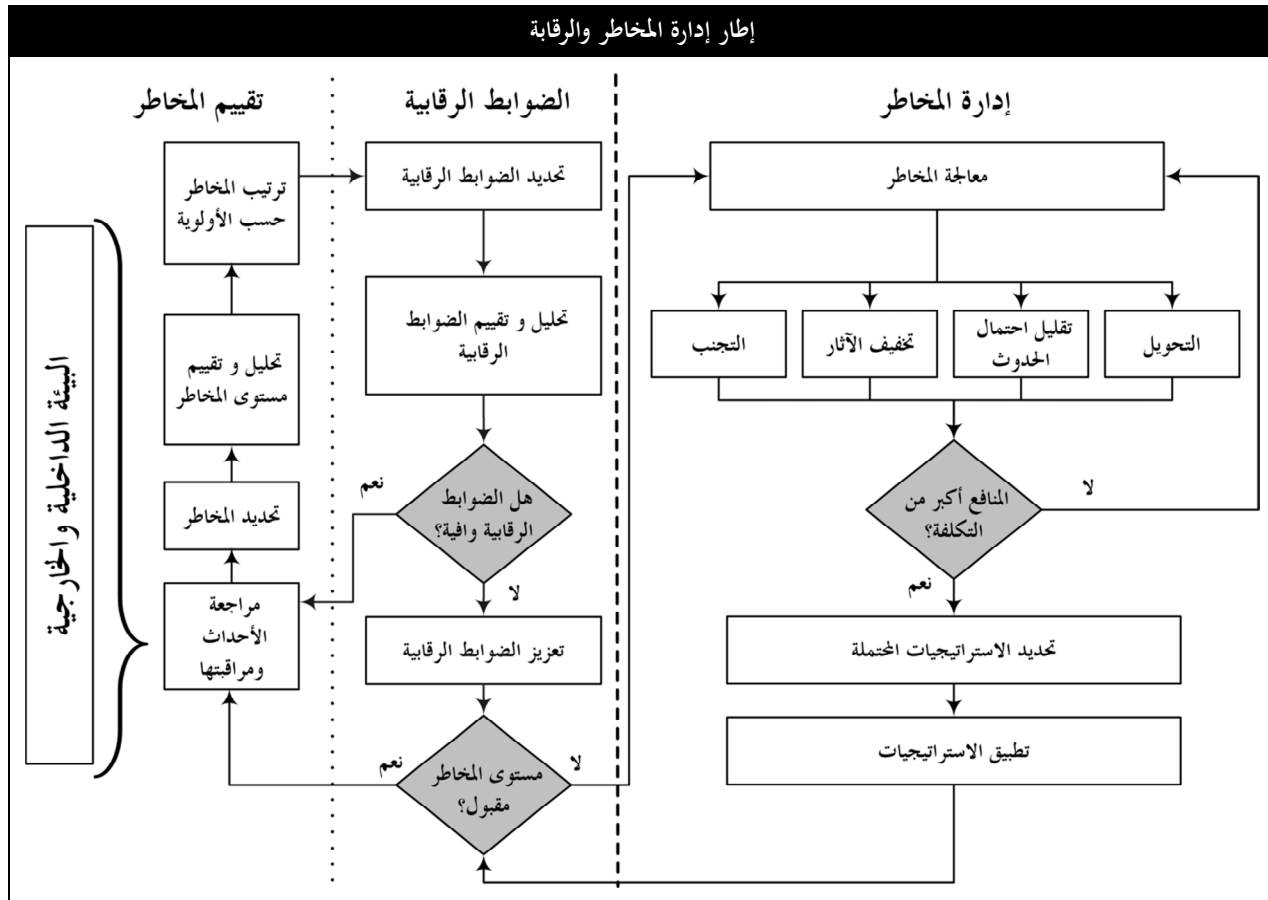 إطار إدارة المخاطر والرقابة
إدارة المخاطر
الضوابط الرقابية
تقييم المخاطر
معالجة المخاطر
التحويل
تقليل احتمال
الحدوث
تخفيف الآثار
التجنب
المنافع أكبر من
التكلفة؟
لا
نعم
تحديد الاستراتيجيات المحتملة
تطبيق الاستراتيجيات
تحديد الضوابط الرقابية
تحليل و تقييم الضوابط
الرقابية
هل الضوابط
الرقابية وافية؟
نعم
لا
تعزيز الضوابط الرقابية
مستوى المخاطر
مقبول؟
لا
نعم
ترتيب المخاطر
حسب الأولوية
تحليل و تقييم
مستوى المخاطر
تحديد المخاطر
مراجعة
الأحداث
ومراقبتها
البيئة الداخلية والخارجية